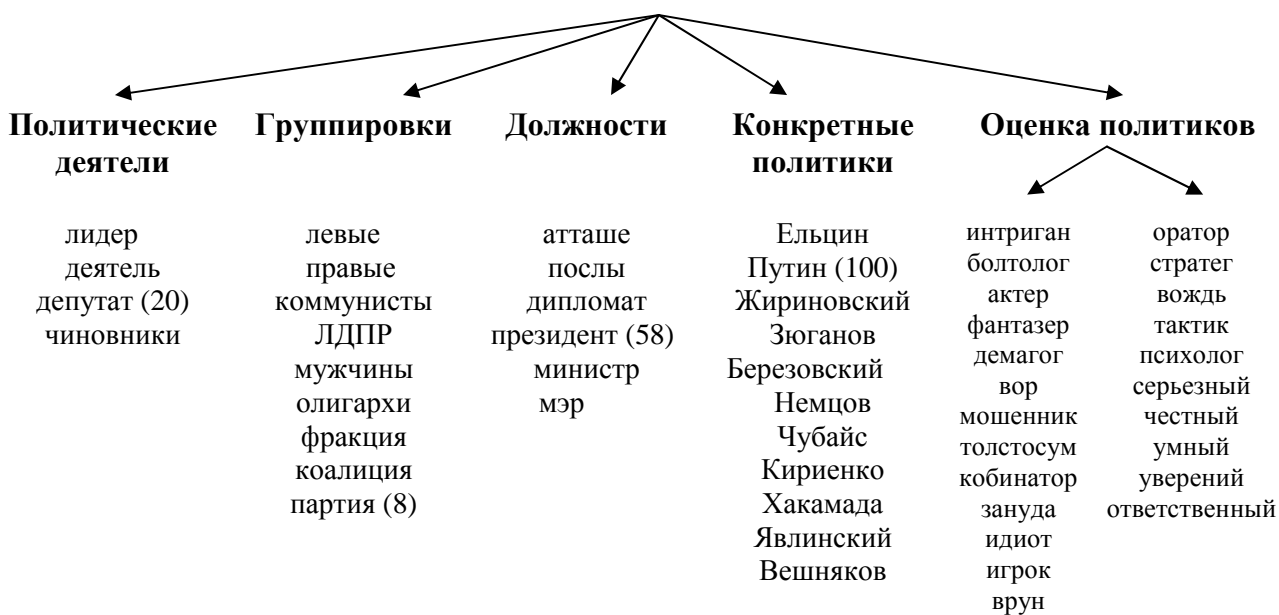 Политические
деятели
Группировки
Должности
Конкретные
политики
Оценка политиков
лидер
деятель
депутат (20)
чиновники
левые
правые
коммунисты
ЛДПР
мужчины
олигархи
фракция
коалиция
партия (8)
атташе
послы
дипломат
президент (58)
министр
мэр
Ельцин
Путин (100)
Жириновский
Зюганов
Березовский
Немцов
Чубайс
Кириенко
Хакамада
Явлинский
Вешняков
интриган
болтолог
актер
фантазер
демагог
вор
мошенник
толстосум
кобинатор
зануда
идиот
игрок
врун
оратор
стратег
вождь
тактик
психолог
серьезный
честный
умный
уверений
ответственный